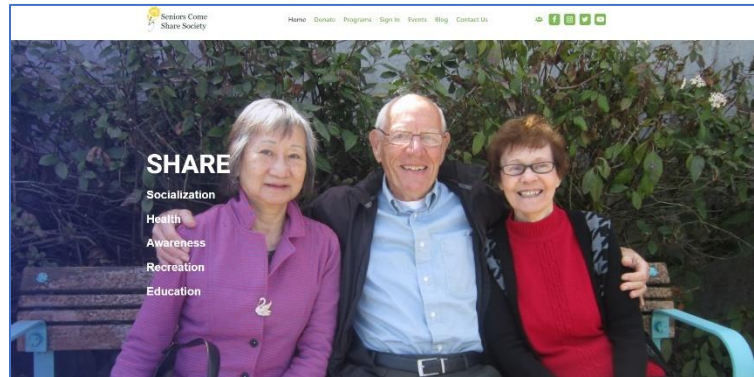 Seniors Come
Share Society
Home Donate Programs Sign In Events Blog Contact Us
SHARE
Socialization
Health
Awareness
Recreation
Education